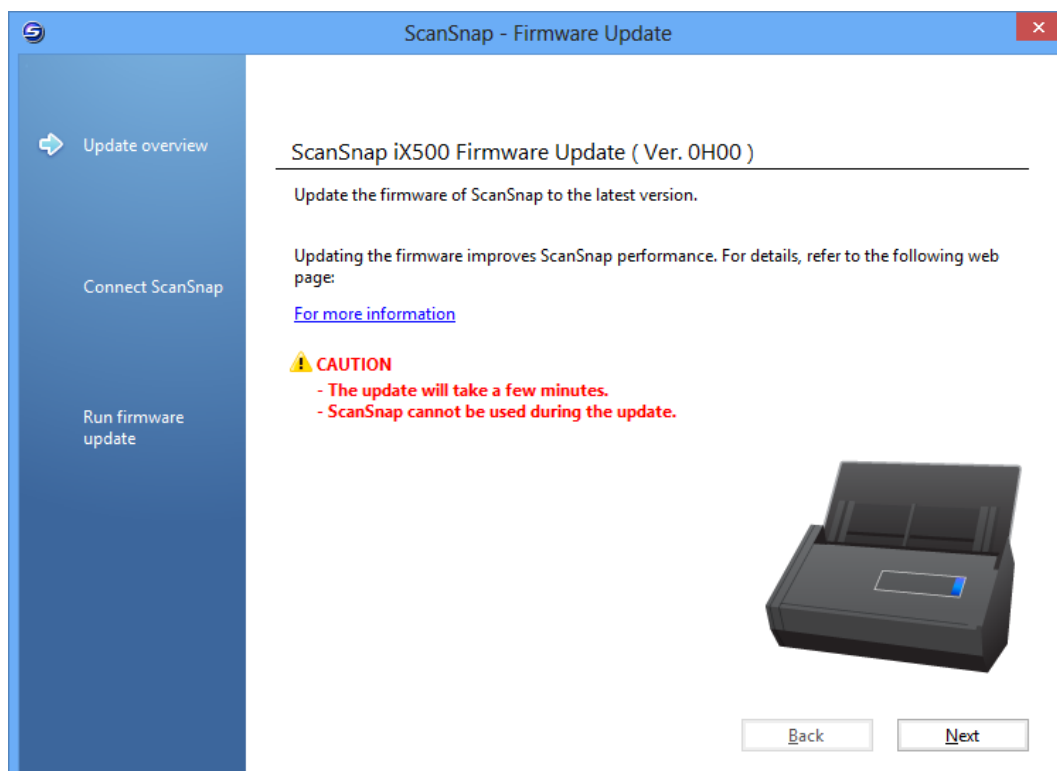 ScanSnap - Firmware Update
Update overview
Connect ScanSnap
Run firmware
update
ScanSnap iX500 Firmware Update ( Ver. 0H00 )
Update the firmware of ScanSnap to the latest version.
Updating the firmware improves ScanSnap performance. For details, refer to the following web
page:
For more information
CAUTION
- The update will take a few minutes.
- ScanSnap cannot be used during the update.
Back
Next